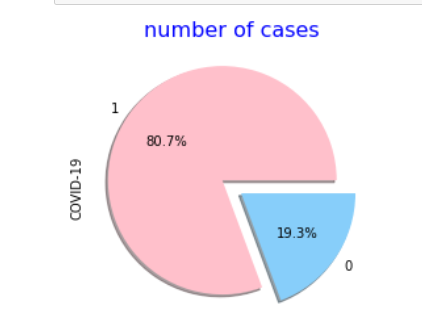 number of cases
1
80.7%
COVID-19
19.3%
0